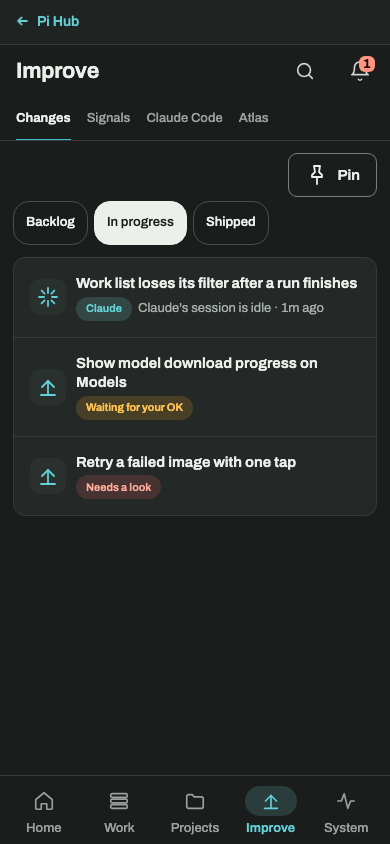 ← Pi Hub
Improve
1
Changes Signals Claude Code Atlas
Pin
Backlog In progress Shipped
Work list loses its filter after a run finishes
Claude Claude's session is idle · 1m ago
Show model download progress on
Models
Waiting for your OK
Retry a failed image with one tap
Needs a look
Home Work Projects Improve System